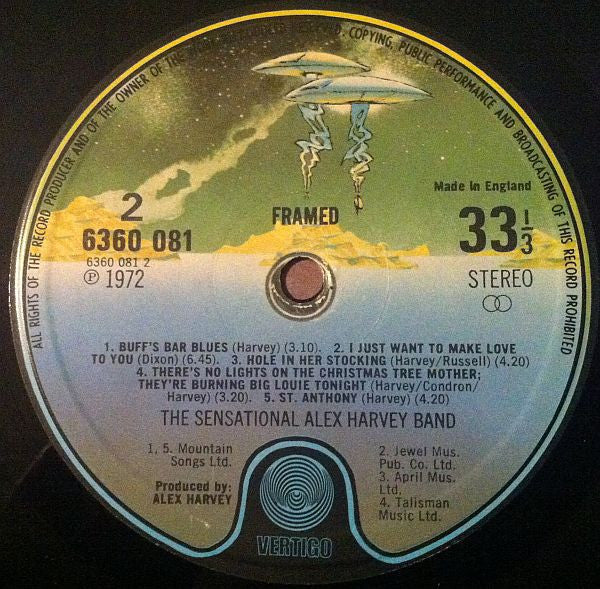 ALL RIGHTS OF THE RECORD PRODUCER AND OF THE OWNER OF THE COPYING, PUBLIC PERFORMANCE AND BROADCASTING OF THIS RECORD PROHIBITED
Made in England
2
FRAMED
33 1/3
6360 081
6360 081 2
Ⓟ 1972
STEREO
1. BUFF'S BAR BLUES (Harvey) (3.10). 2. I JUST WANT TO MAKE LOVE
TO YOU (Dixon) (6.45). 3. HOLE IN HER STOCKING (Harvey/Russell) (4.20)
4. THERE'S NO LIGHTS ON THE CHRISTMAS TREE MOTHER;
THEY'RE BURNING BIG LOUIE TONIGHT (Harvey/Condron/
Harvey) (3.20). 5. ST. ANTHONY (Harvey) (4.20)
THE SENSATIONAL ALEX HARVEY BAND
1, 5. Mountain
Songs Ltd.
Produced by:
ALEX HARVEY
2. Jewel Mus.
Pub. Co. Ltd.
3. April Mus.
Ltd.
4. Talisman
Music Ltd.
VERTIGO